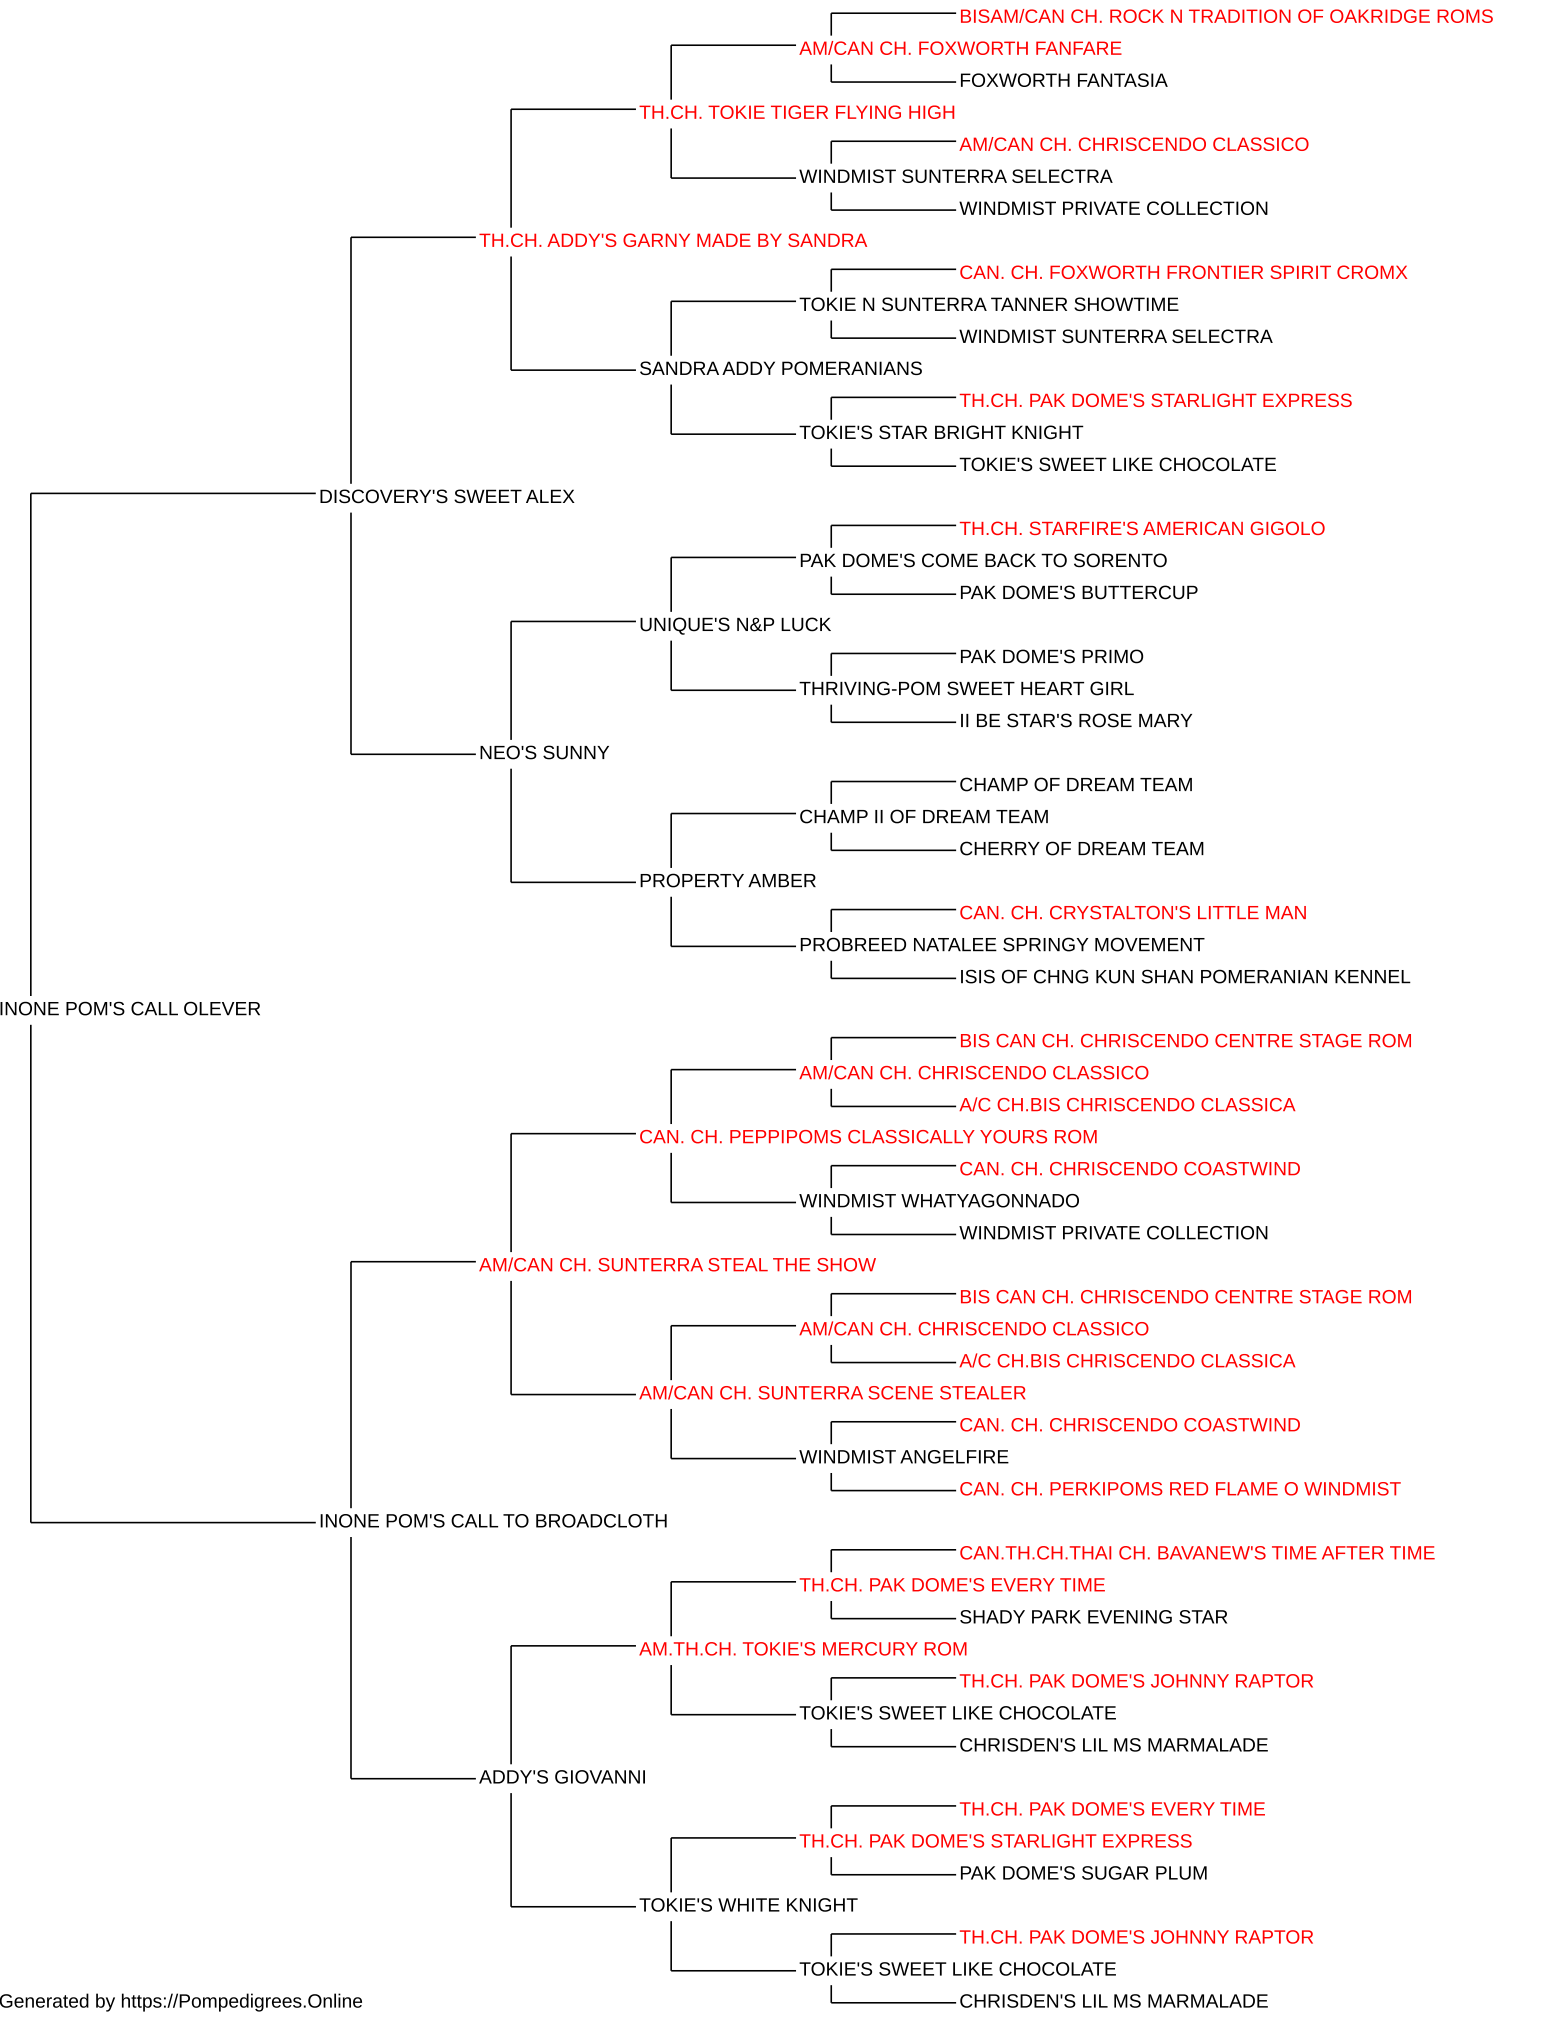 BISAM/CAN CH. ROCK N TRADITION OF OAKRIDGE ROMS
AM/CAN CH. FOXWORTH FANFARE
FOXWORTH FANTASIA
TH.CH. TOKIE TIGER FLYING HIGH
AM/CAN CH. CHRISCENDO CLASSICO
WINDMIST SUNTERRA SELECTRA
WINDMIST PRIVATE COLLECTION
TH.CH. ADDY'S GARNY MADE BY SANDRA
CAN. CH. FOXWORTH FRONTIER SPIRIT CROMX
TOKIE N SUNTERRA TANNER SHOWTIME
WINDMIST SUNTERRA SELECTRA
SANDRA ADDY POMERANIANS
TH.CH. PAK DOME'S STARLIGHT EXPRESS
TOKIE'S STAR BRIGHT KNIGHT
TOKIE'S SWEET LIKE CHOCOLATE
DISCOVERY'S SWEET ALEX
TH.CH. STARFIRE'S AMERICAN GIGOLO
PAK DOME'S COME BACK TO SORENTO
PAK DOME'S BUTTERCUP
UNIQUE'S N&P LUCK
PAK DOME'S PRIMO
THRIVING-POM SWEET HEART GIRL
II BE STAR'S ROSE MARY
NEO'S SUNNY
CHAMP OF DREAM TEAM
CHAMP II OF DREAM TEAM
CHERRY OF DREAM TEAM
PROPERTY AMBER
CAN. CH. CRYSTALTON'S LITTLE MAN
PROBREED NATALEE SPRINGY MOVEMENT
ISIS OF CHNG KUN SHAN POMERANIAN KENNEL
INONE POM'S CALL OLEVER
BIS CAN CH. CHRISCENDO CENTRE STAGE ROM
AM/CAN CH. CHRISCENDO CLASSICO
A/C CH.BIS CHRISCENDO CLASSICA
CAN. CH. PEPPIPOMS CLASSICALLY YOURS ROM
CAN. CH. CHRISCENDO COASTWIND
WINDMIST WHATYAGONNADO
WINDMIST PRIVATE COLLECTION
AM/CAN CH. SUNTERRA STEAL THE SHOW
BIS CAN CH. CHRISCENDO CENTRE STAGE ROM
AM/CAN CH. CHRISCENDO CLASSICO
A/C CH.BIS CHRISCENDO CLASSICA
AM/CAN CH. SUNTERRA SCENE STEALER
CAN. CH. CHRISCENDO COASTWIND
WINDMIST ANGELFIRE
CAN. CH. PERKIPOMS RED FLAME O WINDMIST
INONE POM'S CALL TO BROADCLOTH
CAN.TH.CH.THAI CH. BAVANEW'S TIME AFTER TIME
TH.CH. PAK DOME'S EVERY TIME
SHADY PARK EVENING STAR
AM.TH.CH. TOKIE'S MERCURY ROM
TH.CH. PAK DOME'S JOHNNY RAPTOR
TOKIE'S SWEET LIKE CHOCOLATE
CHRISDEN'S LIL MS MARMALADE
ADDY'S GIOVANNI
TH.CH. PAK DOME'S EVERY TIME
TH.CH. PAK DOME'S STARLIGHT EXPRESS
PAK DOME'S SUGAR PLUM
TOKIE'S WHITE KNIGHT
TH.CH. PAK DOME'S JOHNNY RAPTOR
TOKIE'S SWEET LIKE CHOCOLATE
CHRISDEN'S LIL MS MARMALADE
Generated by https://Pompedigrees.Online